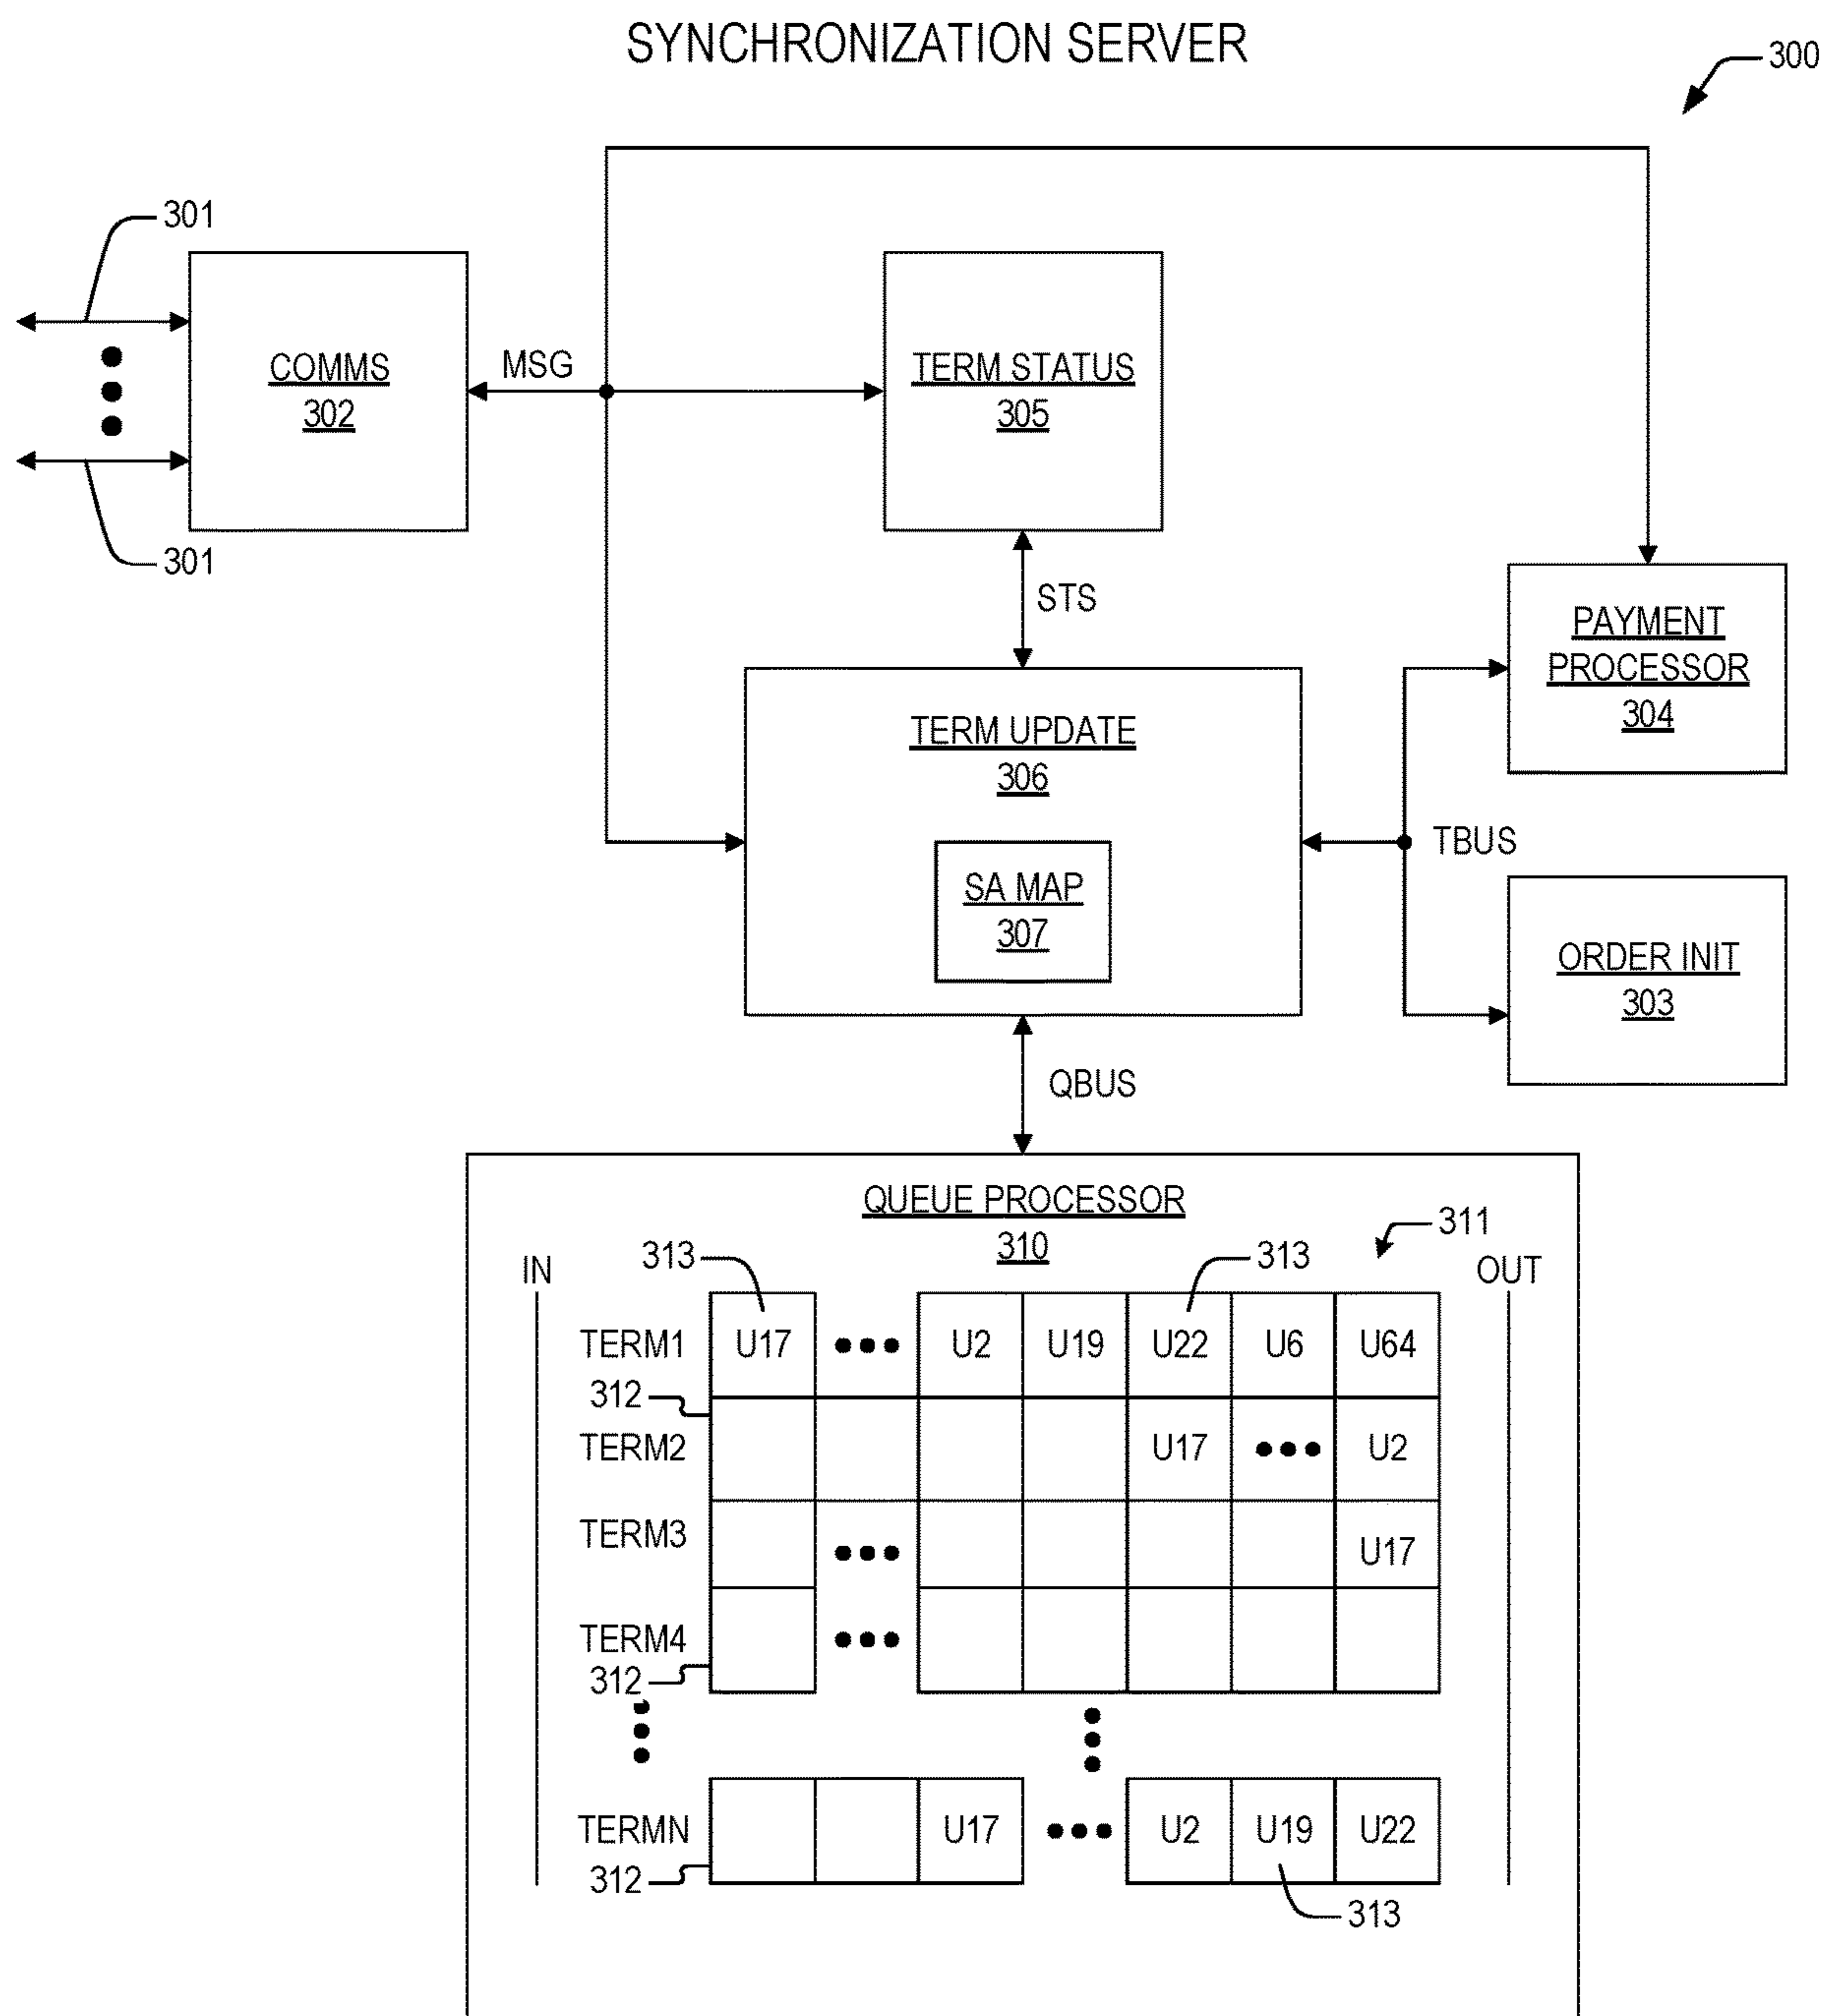 SYNCHRONIZATION SERVER
300
301
301
COMMS
302
MSG
TERM STATUS
305
STS
PAYMENT
PROCESSOR
304
TERM UPDATE
306
SA MAP
307
TBUS
ORDER INIT
303
QBUS
QUEUE PROCESSOR
310
311
313
313
IN
OUT
TERM1 U17 U2 U19 U22 U6 U64
312
TERM2 U17 U2
TERM3 U17
TERM4
312
TERMN U17 U2 U19 U22
312
313